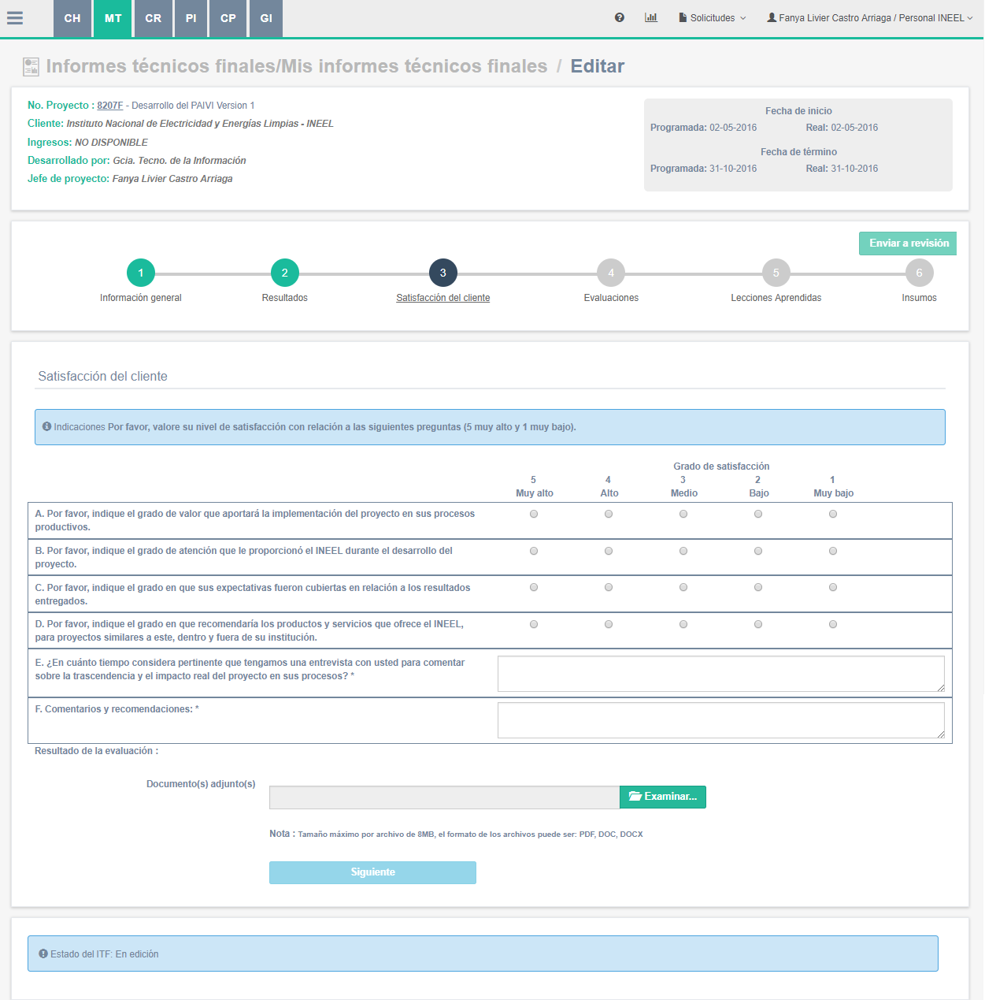 CH MT CR PI CP GI Solicitudes Fanya Livier Castro Arriaga / Personal INEEL
Informes técnicos finales/Mis informes técnicos finales / Editar
No. Proyecto : 8207F - Desarrollo del PAIVI Version 1
Cliente: Instituto Nacional de Electricidad y Energías Limpias - INEEL
Ingresos: NO DISPONIBLE
Desarrollado por: Gcia. Tecno. de la Información
Jefe de proyecto: Fanya Livier Castro Arriaga
Fecha de inicio
Programada: 02-05-2016 Real: 02-05-2016
Fecha de término
Programada: 31-10-2016 Real: 31-10-2016
Enviar a revisión
1 2 3 4 5 6
Información general Resultados Satisfacción del cliente Evaluaciones Lecciones Aprendidas Insumos
Satisfacción del cliente
Indicaciones Por favor, valore su nivel de satisfacción con relación a las siguientes preguntas (5 muy alto y 1 muy bajo).
Grado de satisfacción
5 4 3 2 1
Muy alto Alto Medio Bajo Muy bajo
A. Por favor, indique el grado de valor que aportará la implementación del proyecto en sus procesos
productivos.
B. Por favor, indique el grado de atención que le proporcionó el INEEL durante el desarrollo del
proyecto.
C. Por favor, indique el grado en que sus expectativas fueron cubiertas en relación a los resultados
entregados.
D. Por favor, indique el grado en que recomendaría los productos y servicios que ofrece el INEEL,
para proyectos similares a este, dentro y fuera de su institución.
E. ¿En cuánto tiempo considera pertinente que tengamos una entrevista con usted para comentar
sobre la trascendencia y el impacto real del proyecto en sus procesos? *
F. Comentarios y recomendaciones: *
Resultado de la evaluación :
Documento(s) adjunto(s)
Examinar...
Nota : Tamaño máximo por archivo de 8MB, el formato de los archivos puede ser: PDF, DOC, DOCX
Siguiente
Estado del ITF: En edición